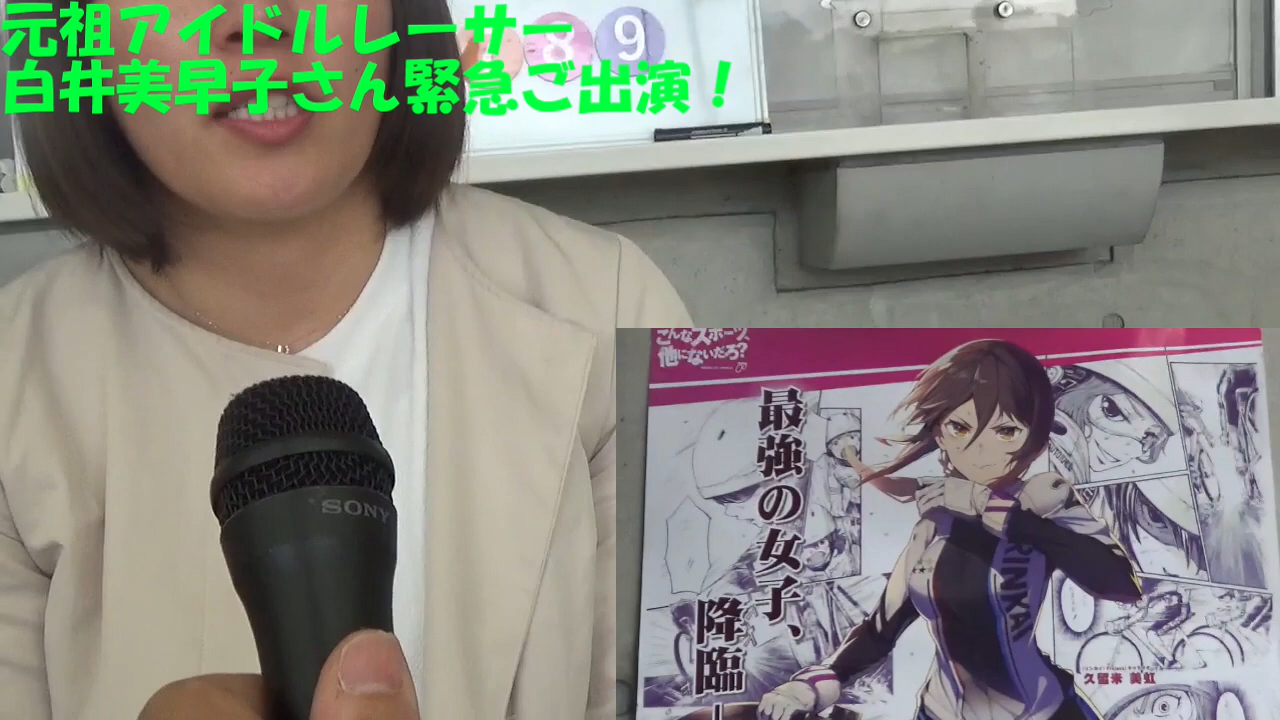 元祖アイドルレーサー
白井美早子さん緊急ご出演！
8 9
SONY
こんなスポーツ、
他にないだろ？
最強の女子、
降臨
RINKAI
久留米 美虹